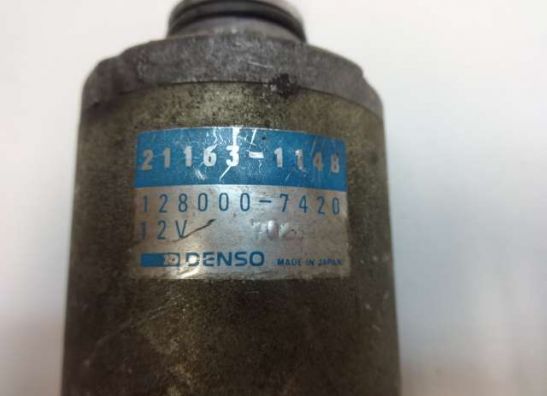 21163-1148
128000-7420
12V
DENSO MADE IN JAPAN